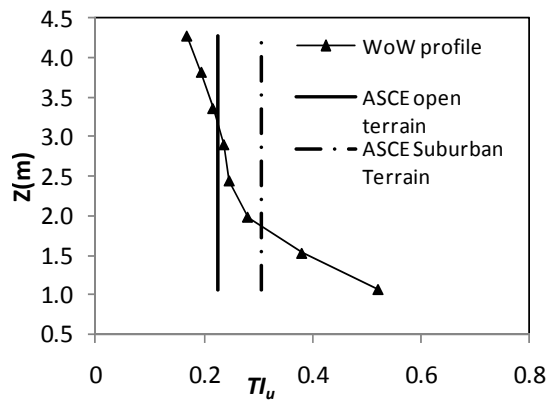 4.5
4.0
3.5
3.0
2.5
2.0
1.5
1.0
0.5
Z(m)
WoW profile
ASCE open
terrain
ASCE Suburban
Terrain
0
0.2
0.4
0.6
0.8
TIu